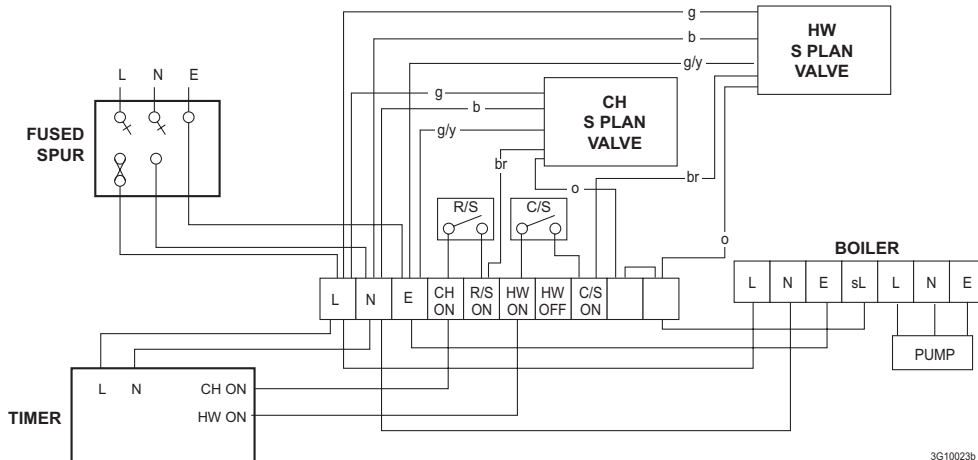 g
HW
S PLAN
VALVE
b
g/y
L N E
FUSED
SPUR
g
b
g/y
CH
S PLAN
VALVE
br
o
br
R/S
C/S
o
BOILER
L N E sL L N E
PUMP
L N E CH ON R/S ON HW ON HW OFF C/S ON
TIMER
L N CH ON
HW ON
3G10023b